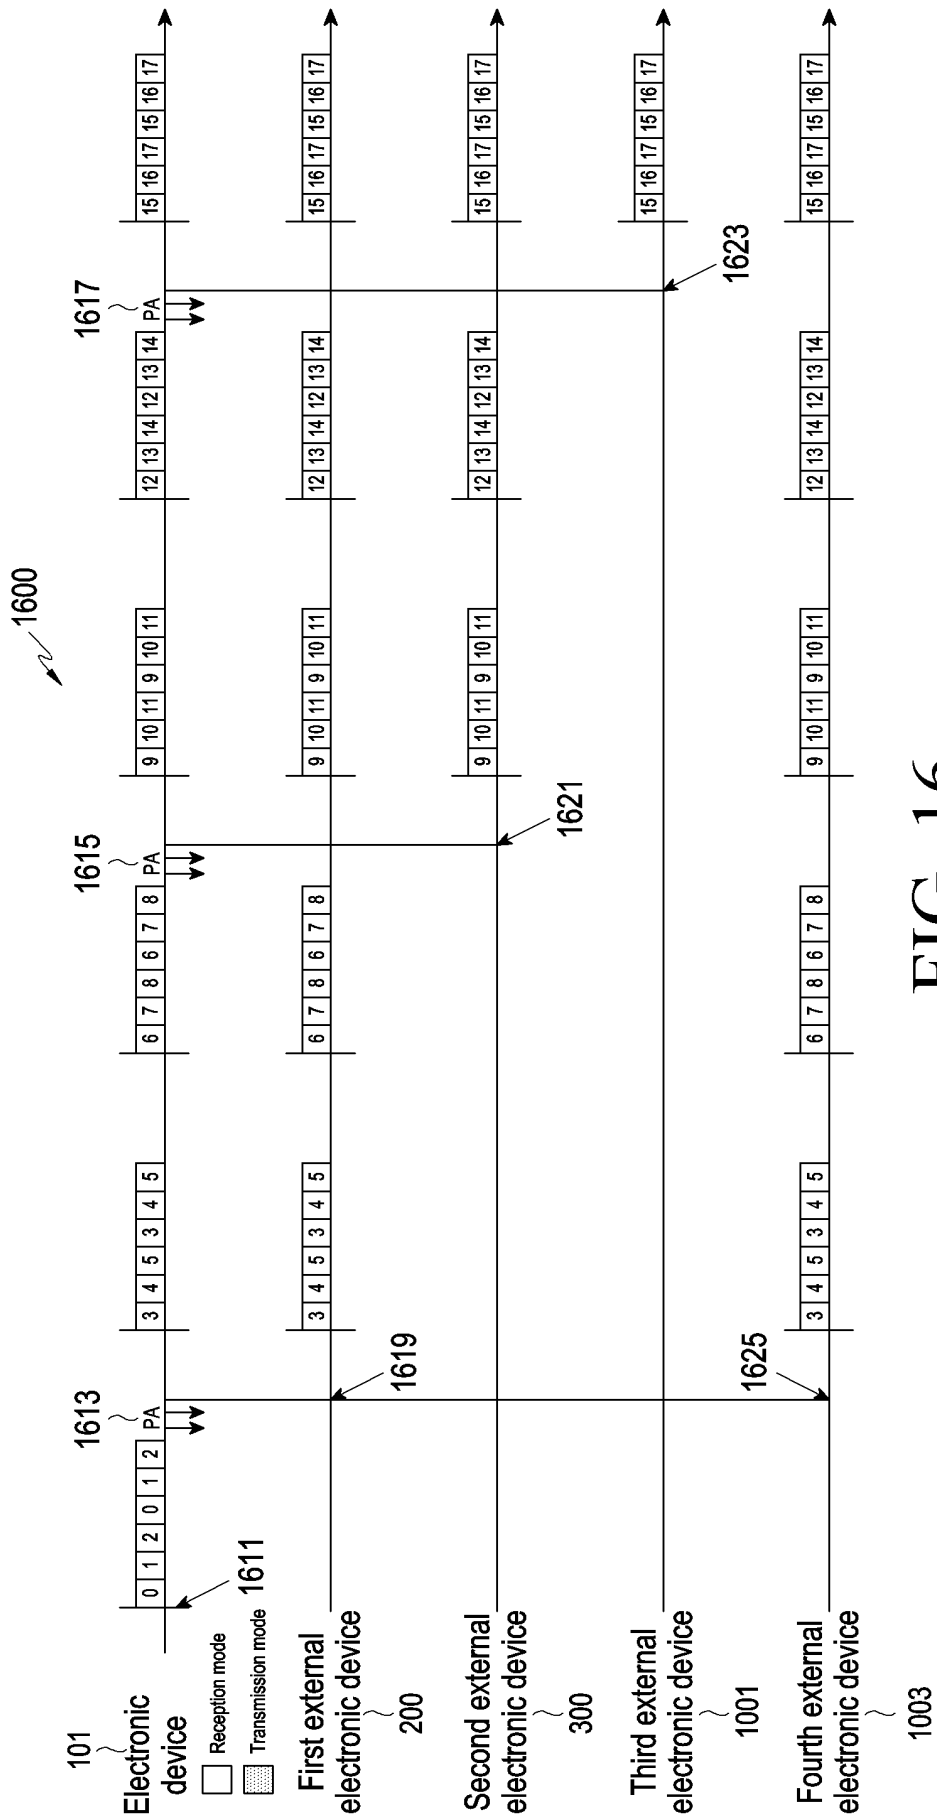 1600
101
Electronic
device
1611
1613
PA
1615
PA
1617
PA
0 1 2 0 1 2
3 4 5 3 4 5
6 7 8 6 7 8
9 10 11 9 10 11
12 13 14 12 13 14
15 16 17 15 16 17
Reception mode
Transmission mode
First external
electronic device
200
1619
3 4 5 3 4 5
6 7 8 6 7 8
9 10 11 9 10 11
12 13 14 12 13 14
15 16 17 15 16 17
Second external
electronic device
300
1621
9 10 11 9 10 11
12 13 14 12 13 14
15 16 17 15 16 17
Third external
electronic device
1001
1623
15 16 17 15 16 17
Fourth external
electronic device
1003
1625
3 4 5 3 4 5
6 7 8 6 7 8
9 10 11 9 10 11
12 13 14 12 13 14
15 16 17 15 16 17
FIG. 16